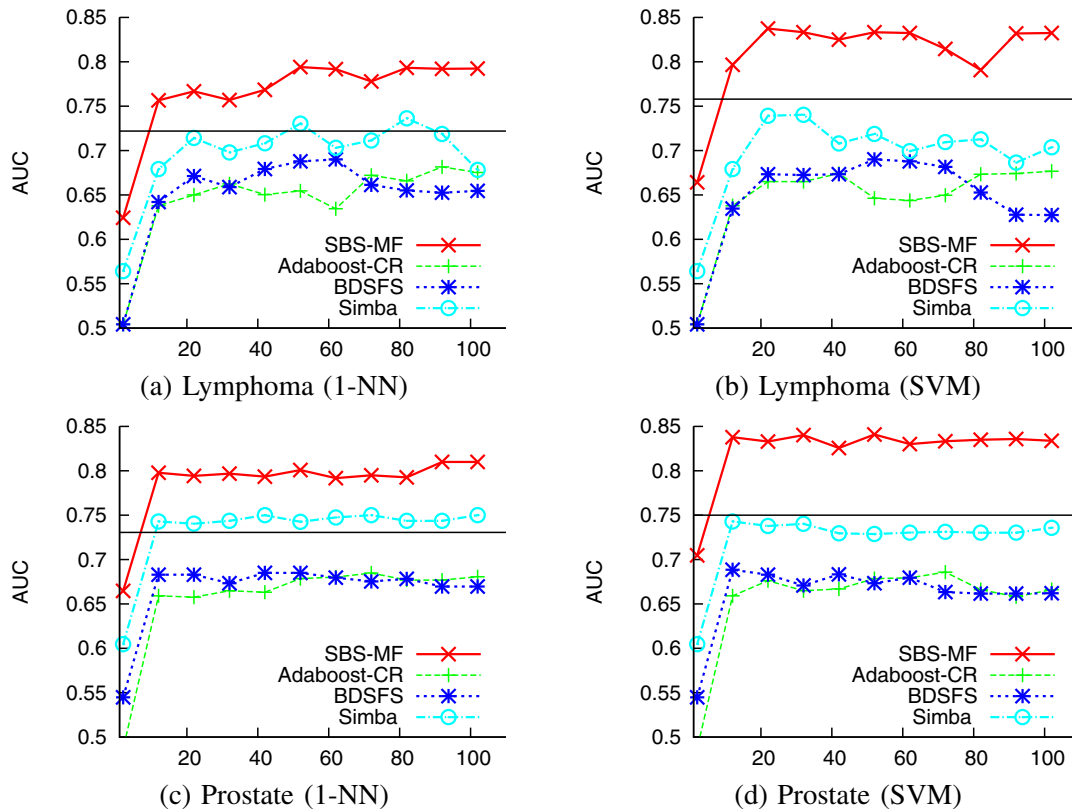 0.85
0.8
0.75
0.7
0.65
0.6
0.55
0.5
AUC
SBS-MF
Adaboost-CR
BDSFS
Simba
20 40 60 80 100
(a) Lymphoma (1-NN)
0.85
0.8
0.75
0.7
0.65
0.6
0.55
0.5
AUC
SBS-MF
Adaboost-CR
BDSFS
Simba
20 40 60 80 100
(b) Lymphoma (SVM)
0.85
0.8
0.75
0.7
0.65
0.6
0.55
0.5
AUC
SBS-MF
Adaboost-CR
BDSFS
Simba
20 40 60 80 100
(c) Prostate (1-NN)
0.85
0.8
0.75
0.7
0.65
0.6
0.55
0.5
AUC
SBS-MF
Adaboost-CR
BDSFS
Simba
20 40 60 80 100
(d) Prostate (SVM)